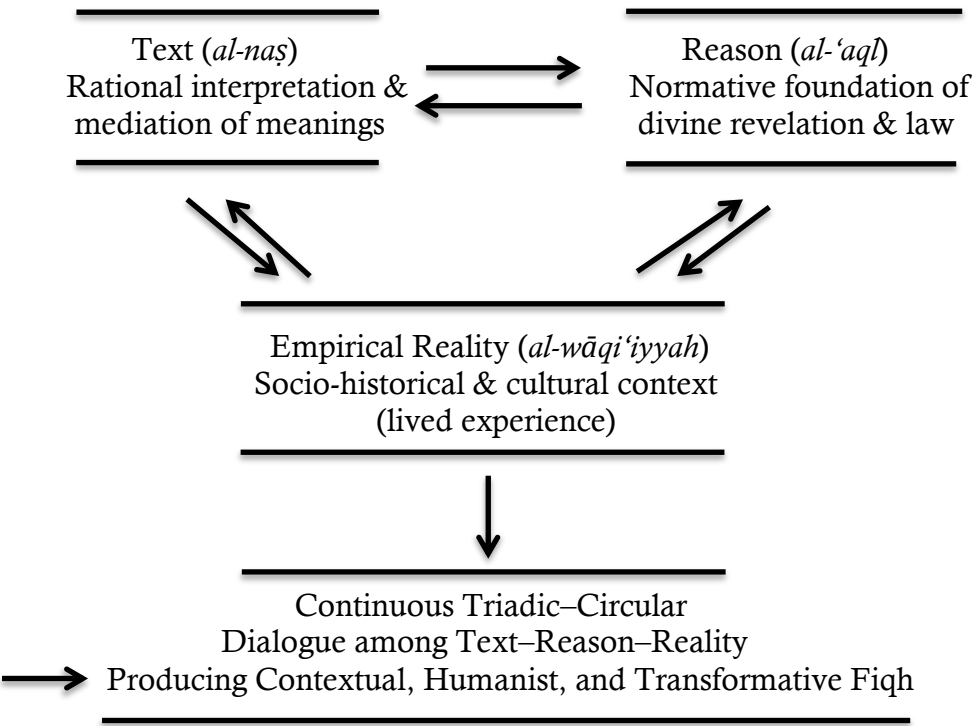 Text (al-naṣ)
Rational interpretation &
mediation of meanings
Reason (al-‘aql)
Normative foundation of
divine revelation & law
Empirical Reality (al-wāqi‘iyyah)
Socio-historical & cultural context
(lived experience)
Continuous Triadic–Circular
Dialogue among Text–Reason–Reality
Producing Contextual, Humanist, and Transformative Fiqh